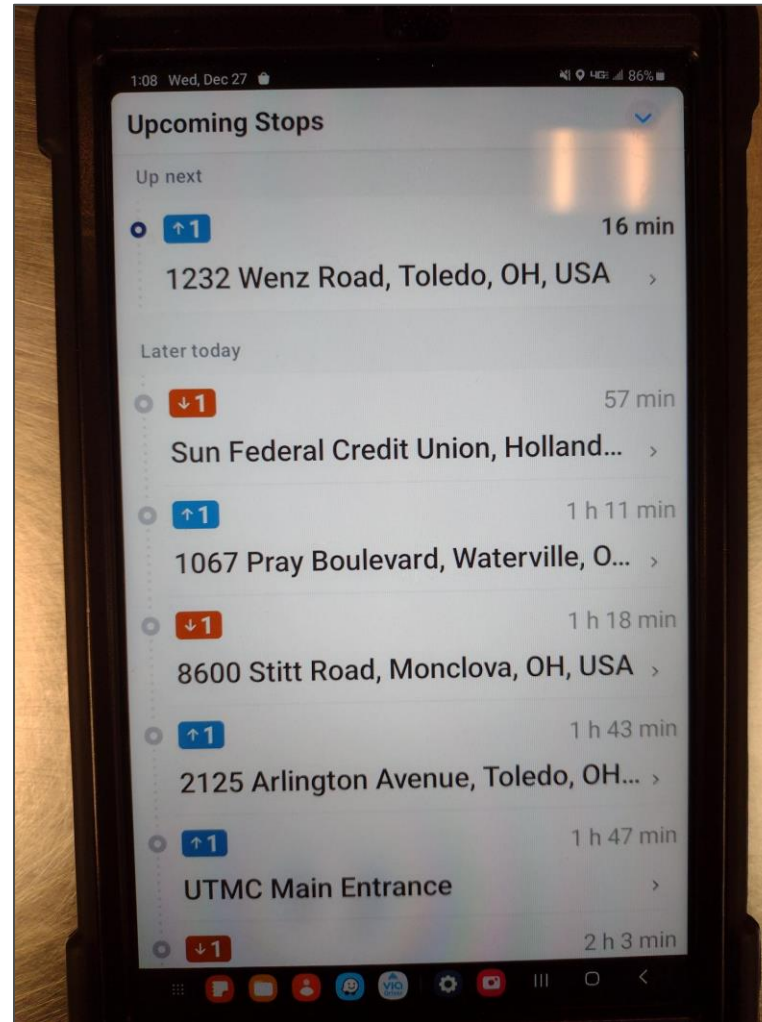 1:08 Wed, Dec 27 4GE 86%
Upcoming Stops
Up next
↑1 16 min
1232 Wenz Road, Toledo, OH, USA
Later today
↓1 57 min
Sun Federal Credit Union, Holland...
↑1 1 h 11 min
1067 Pray Boulevard, Waterville, O...
↓1 1 h 18 min
8600 Stitt Road, Monclova, OH, USA
↑1 1 h 43 min
2125 Arlington Avenue, Toledo, OH...
↑1 1 h 47 min
UTMC Main Entrance
↓1 2 h 3 min
via
Driver